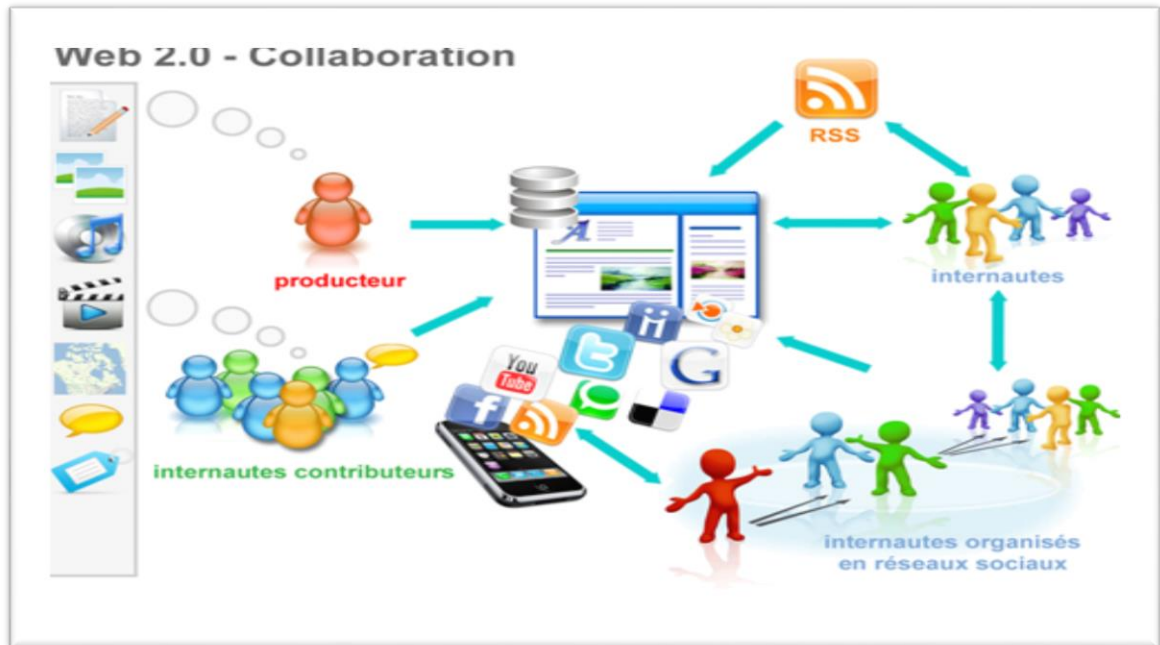 Web 2.0 - Collaboration
RSS
producteur
internautes
You
Tube
internautes contributeurs
internautes organisés
en réseaux sociaux